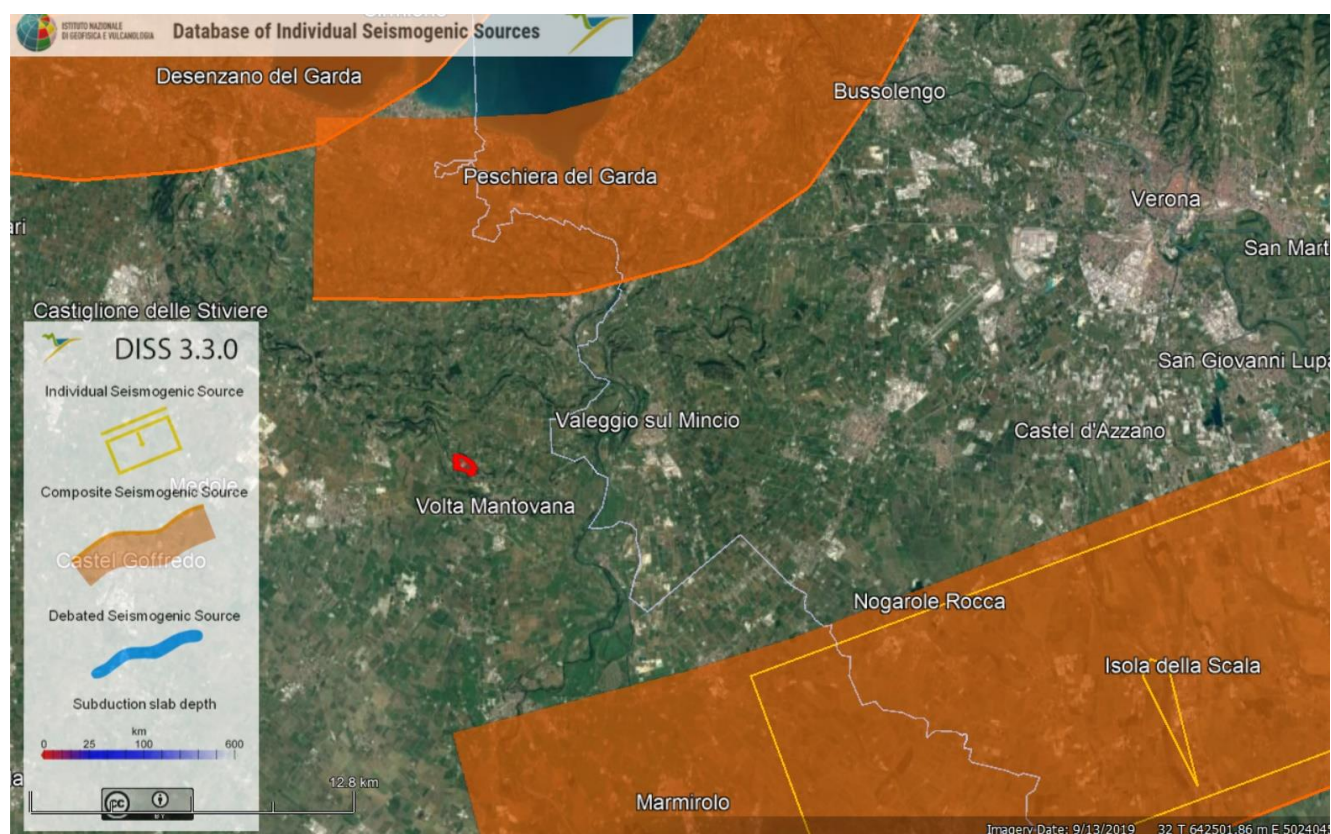 ISTITUTO NAZIONALE
DI GEOFISICA E VULCANOLOGIA
Database of Individual Seismogenic Sources
Desenzano del Garda
Bussolengo
Peschiera del Garda
Verona
ari
San Mart
Castiglione delle Stiviere
DISS 3.3.0
San Giovanni Lupa
Individual Seismogenic Source
Valeggio sul Mincio
Castel d'Azzano
Composite Seismogenic Source
Medole
Volta Mantovana
Castel Goffredo
Nogarole Rocca
Debated Seismogenic Source
Isola della Scala
Subduction slab depth
km
0 25 100 600
12.8 km
Marmirolo
BY
Imagery Date: 9/13/2019 32 T 642501.86 m E 502404